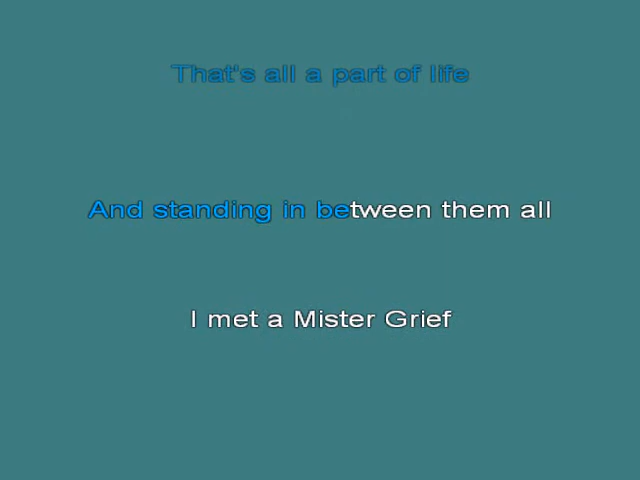 That's all a part of life
And standing in between them all
I met a Mister Grief